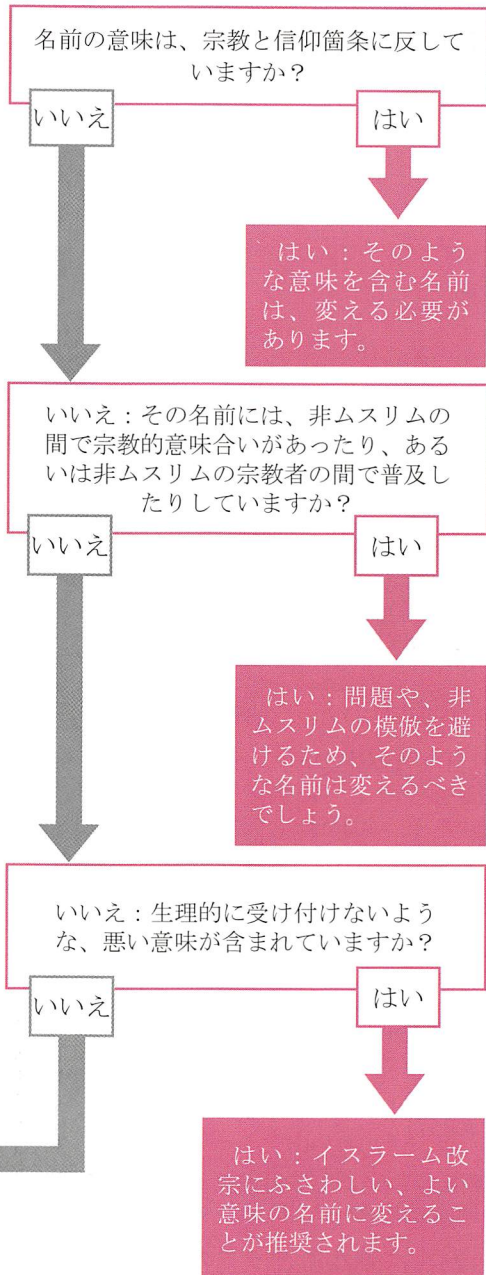 名前の意味は、宗教と信仰箇条に反して
いますか？
いいえ
はい
はい：そのよう
な意味を含む名前
は、変える必要が
あります。
いいえ：その名前には、非ムスリムの
間で宗教的意味合いがあったり、ある
いは非ムスリムの宗教者の間で普及し
たりしていますか？
いいえ
はい
はい：問題や、非
ムスリムの模倣を避
けるため、そのよう
な名前は変えるべき
でしょう。
いいえ：生理的に受け付けないよう
な、悪い意味が含まれていますか？
いいえ
はい
はい：イスラーム改
宗にふさわしい、よい
意味の名前に変えるこ
とが推奨されます。